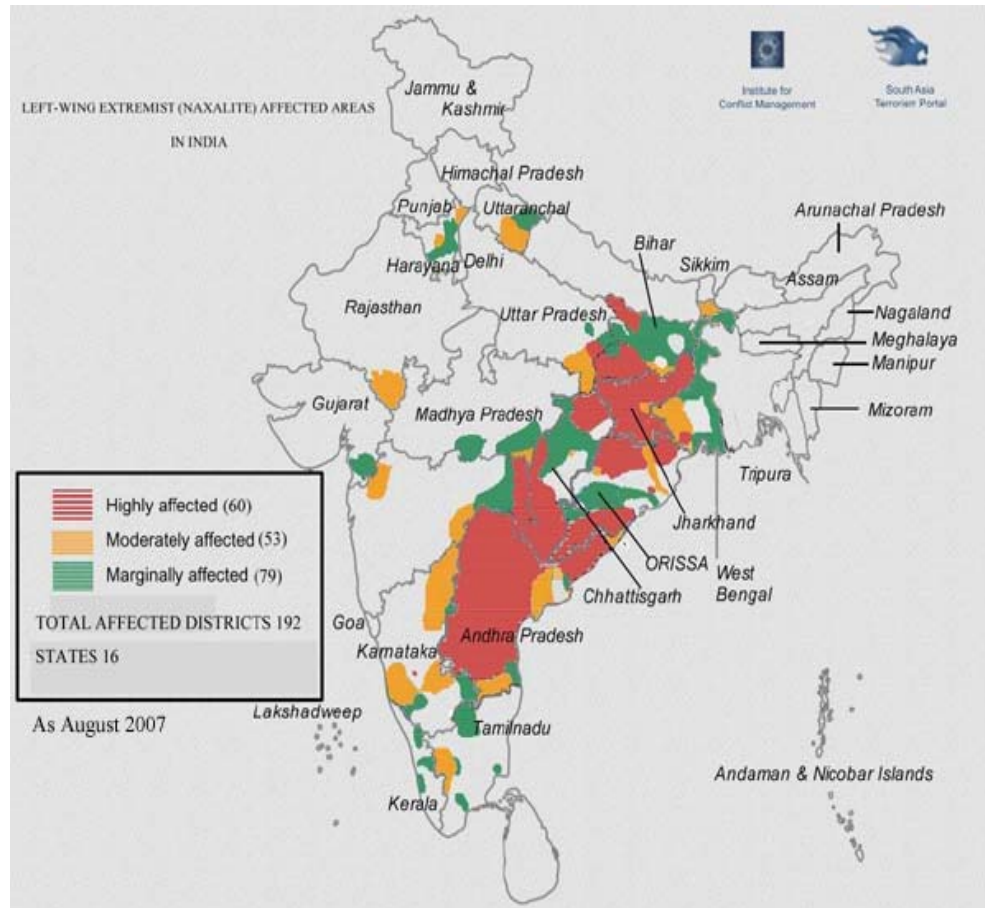 LEFT-WING EXTREMIST (NAXALITE) AFFECTED AREAS
IN INDIA
Institute for
Conflict Management
South Asia
Terrorism Portal
Jammu &
Kashmir
Himachal Pradesh
Punjab
Uttaranchal
Arunachal Pradesh
Harayana
Delhi
Bihar
Sikkim
Assam
Rajasthan
Uttar Pradesh
Nagaland
Meghalaya
Manipur
Gujarat
Madhya Pradesh
Mizoram
Tripura
Highly affected (60)
Moderately affected (53)
Marginally affected (79)
TOTAL AFFECTED DISTRICTS 192
STATES 16
As August 2007
Jharkhand
ORISSA
West
Bengal
Chhattisgarh
Goa
Andhra Pradesh
Karnataka
Lakshadweep
Tamilnadu
Andaman & Nicobar Islands
Kerala